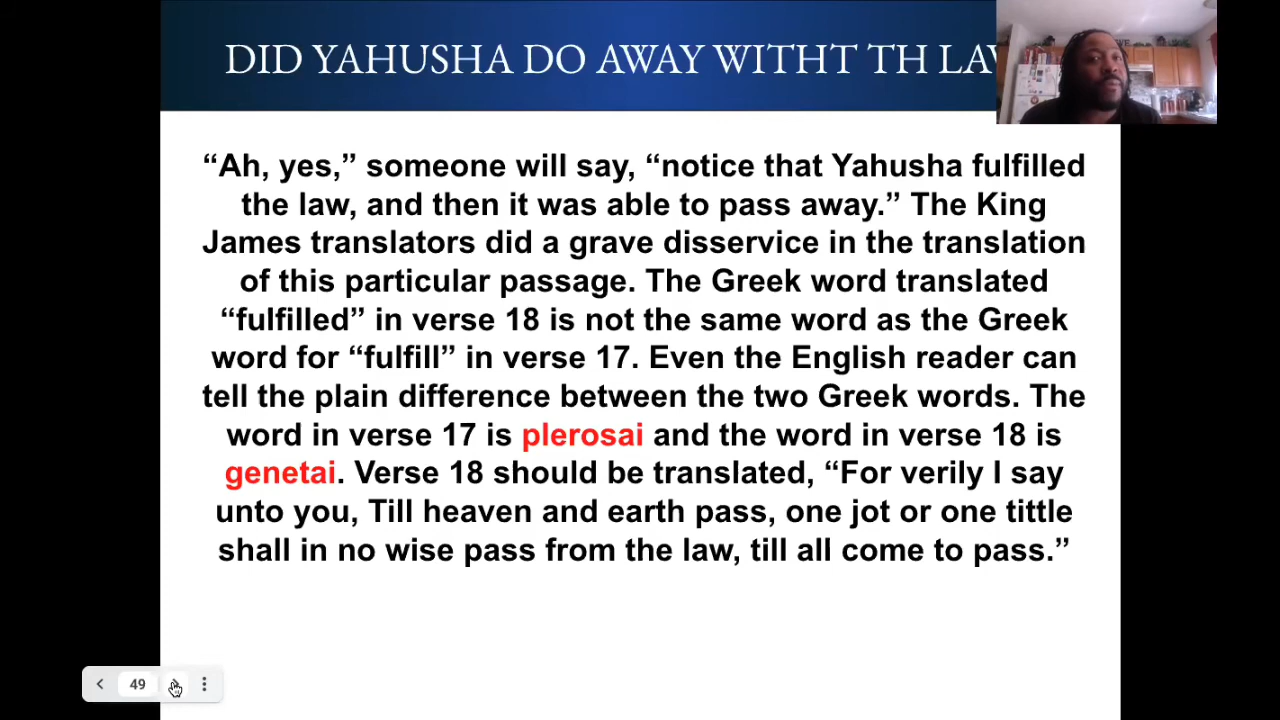 DID YAHUSHA DO AWAY WITHT TH LAW
“Ah, yes,” someone will say, “notice that Yahusha fulfilled
the law, and then it was able to pass away.” The King
James translators did a grave disservice in the translation
of this particular passage. The Greek word translated
“fulfilled” in verse 18 is not the same word as the Greek
word for “fulfill” in verse 17. Even the English reader can
tell the plain difference between the two Greek words. The
word in verse 17 is plerosai and the word in verse 18 is
genetai. Verse 18 should be translated, “For verily I say
unto you, Till heaven and earth pass, one jot or one tittle
shall in no wise pass from the law, till all come to pass.”
49